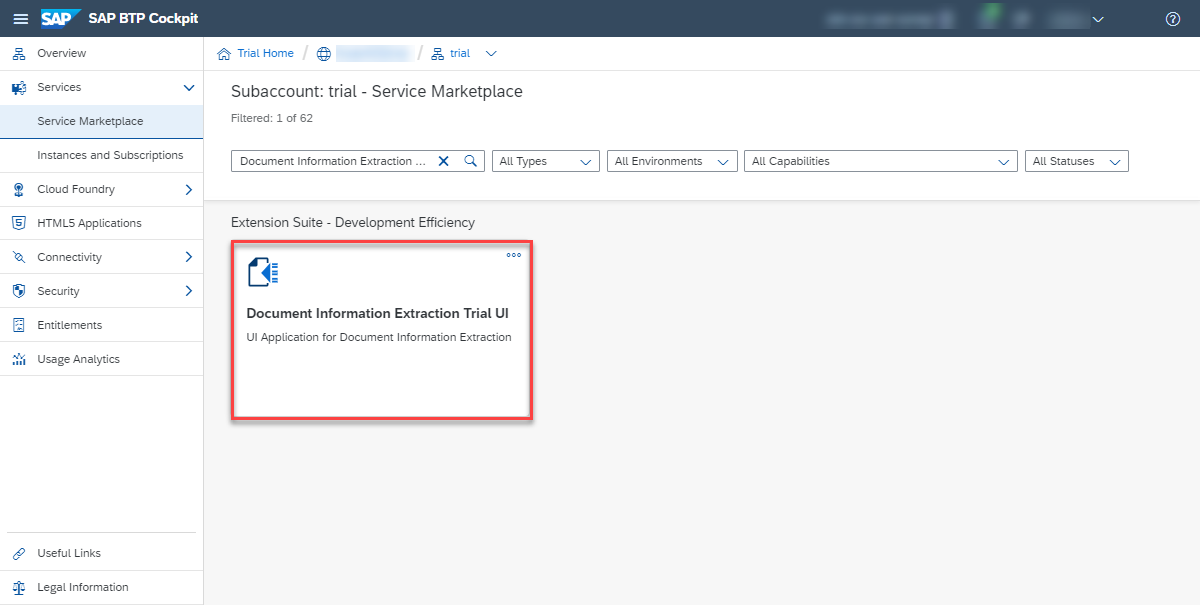 SAP SAP BTP Cockpit
Overview
Services
Service Marketplace
Instances and Subscriptions
Cloud Foundry
HTML5 Applications
Connectivity
Security
Entitlements
Usage Analytics
Useful Links
Legal Information
Trial Home / / trial
Subaccount: trial - Service Marketplace
Filtered: 1 of 62
Document Information Extraction ... All Types All Environments All Capabilities All Statuses
Extension Suite - Development Efficiency
Document Information Extraction Trial UI
UI Application for Document Information Extraction